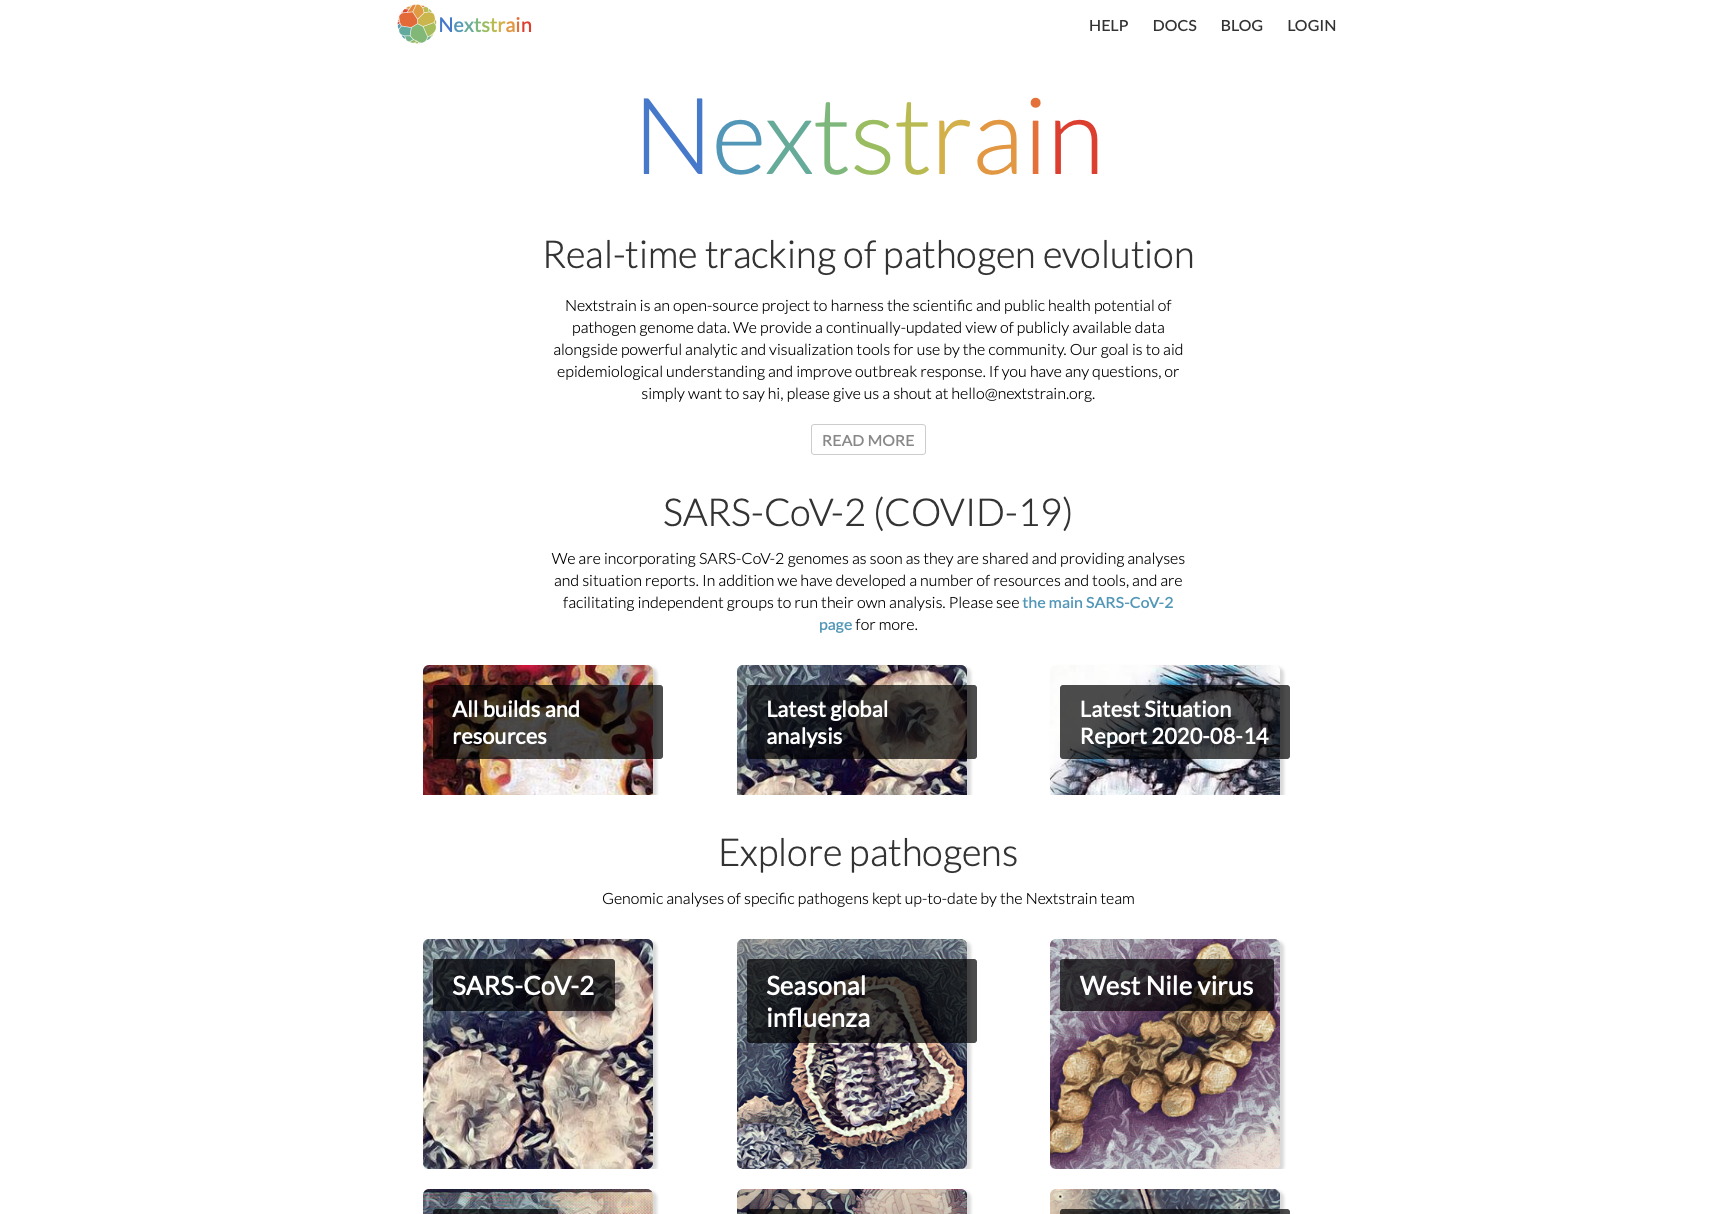 Nextstrain
HELP DOCS BLOG LOGIN
Nextstrain
Real-time tracking of pathogen evolution
Nextstrain is an open-source project to harness the scientific and public health potential of
pathogen genome data. We provide a continually-updated view of publicly available data
alongside powerful analytic and visualization tools for use by the community. Our goal is to aid
epidemiological understanding and improve outbreak response. If you have any questions, or
simply want to say hi, please give us a shout at hello@nextstrain.org.
READ MORE
SARS-CoV-2 (COVID-19)
We are incorporating SARS-CoV-2 genomes as soon as they are shared and providing analyses
and situation reports. In addition we have developed a number of resources and tools, and are
facilitating independent groups to run their own analysis. Please see the main SARS-CoV-2
page for more.
All builds and
resources
Latest global
analysis
Latest Situation
Report 2020-08-14
Explore pathogens
Genomic analyses of specific pathogens kept up-to-date by the Nextstrain team
SARS-CoV-2
Seasonal
influenza
West Nile virus